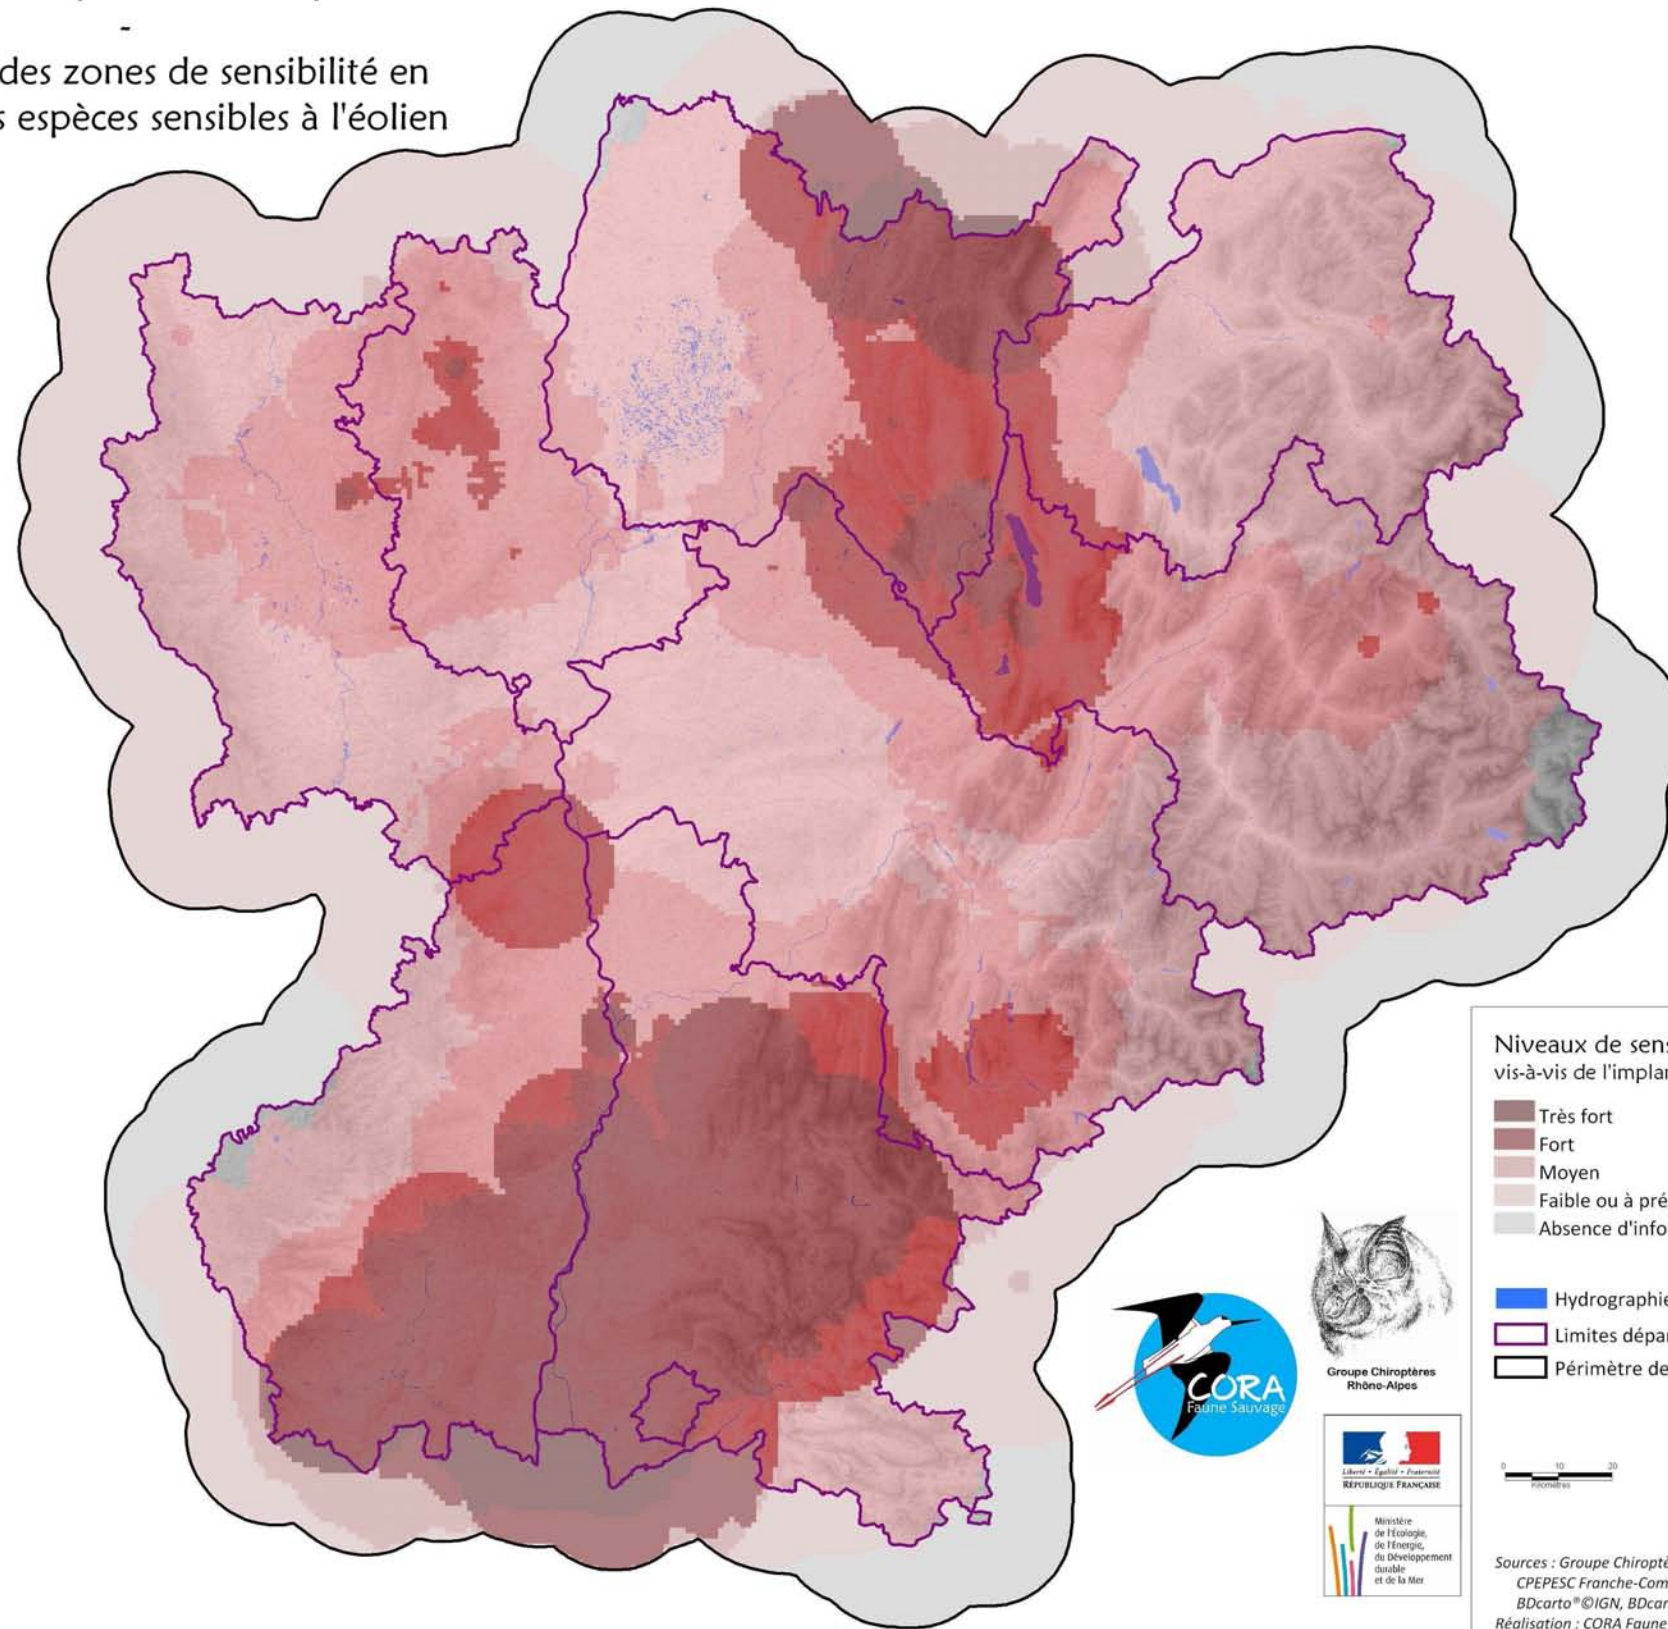 -
des zones de sensibilité en
s espèces sensibles à l'éolien
Niveaux de sens
vis-à-vis de l'implan
Très fort
Fort
Moyen
Faible ou à pré
Absence d'info
Hydrographie
Limites dépar
Périmètre de
Groupe Chiroptères
Rhône-Alpes
CORA
Faune Sauvage
Liberté • Égalité • Fraternité
RÉPUBLIQUE FRANÇAISE
0 10 20
Kilomètres
Ministère
de l'Écologie,
de l'Énergie,
du Développement
durable
et de la Mer
Sources : Groupe Chiroptè
CPEPESC Franche-Com
BDcarto®©IGN, BDcar
Réalisation : CORA Faune